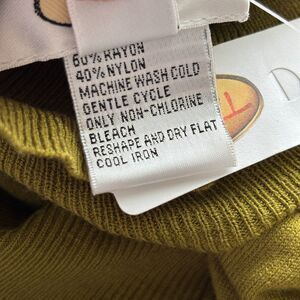 60% RAYON
40% NYLON
MACHINE WASH COLD
GENTLE CYCLE
ONLY NON-CHLORINE
BLEACH
RESHAPE AND DRY FLAT
COOL IRON